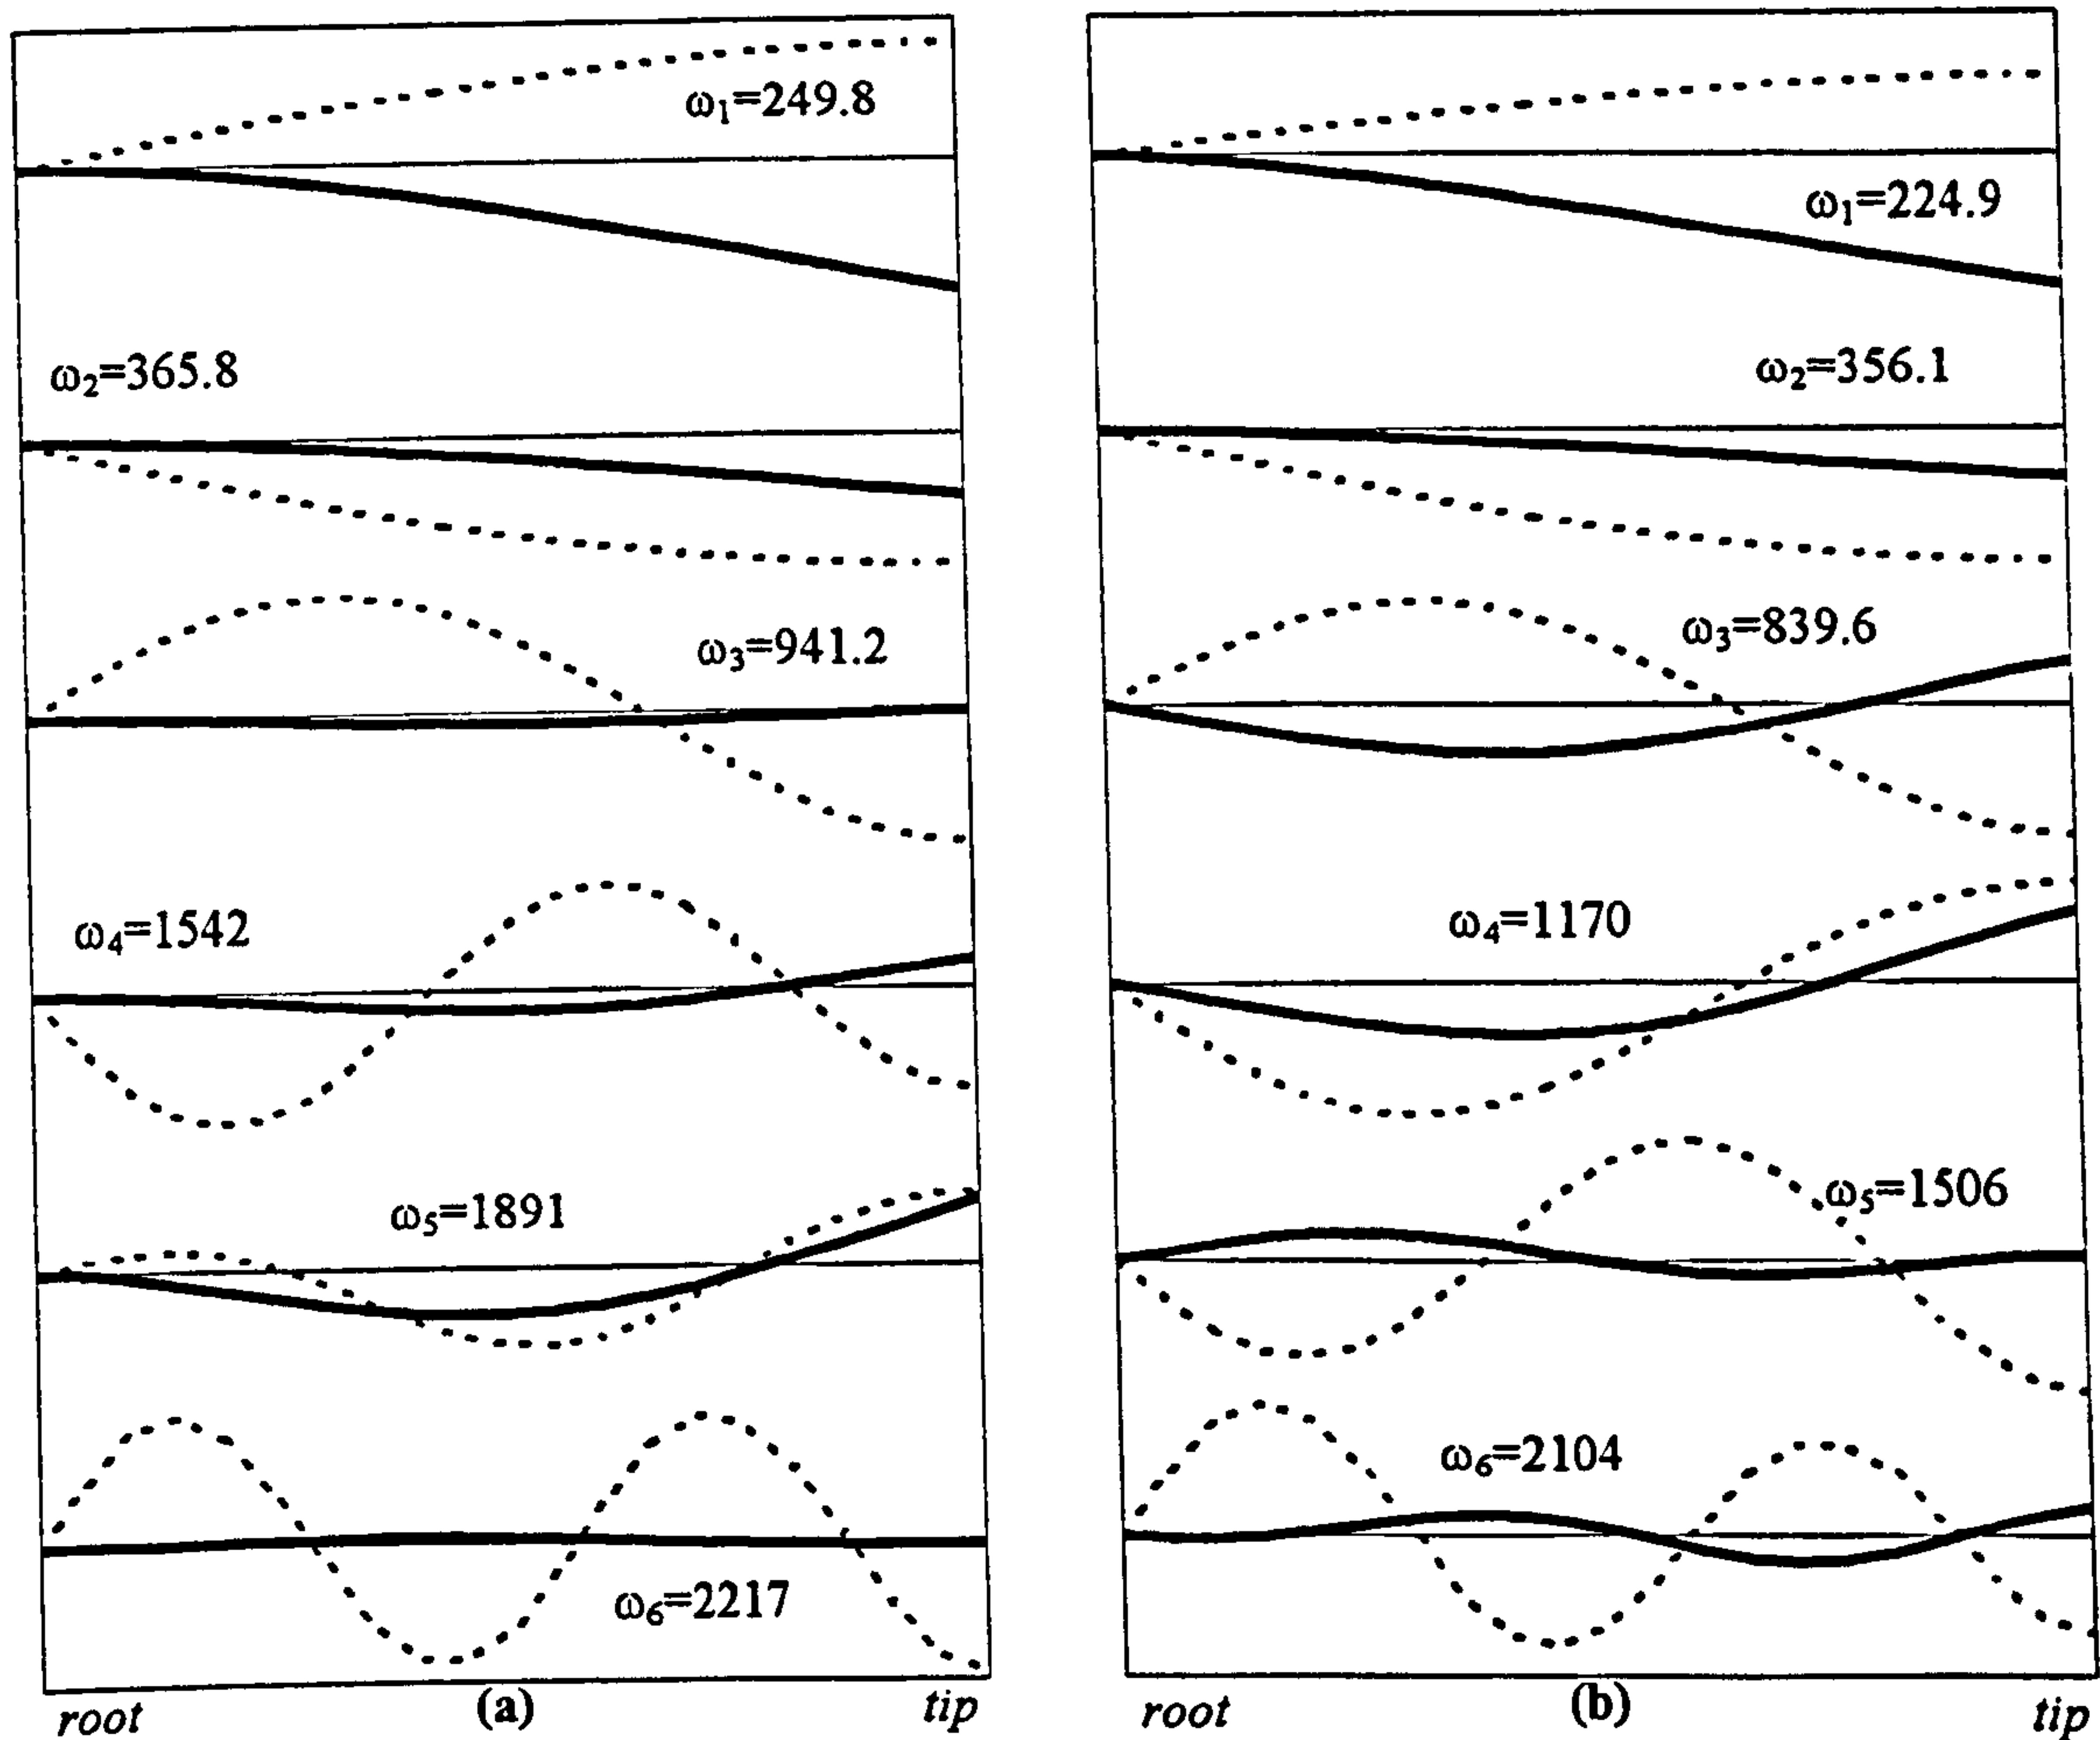 ω₁=249.8
ω₂=365.8
ω₃=941.2
ω₄=1542
ω₅=1891
ω₆=2217
root (a) tip
ω₁=224.9
ω₂=356.1
ω₃=839.6
ω₄=1170
ω₅=1506
ω₆=2104
root (b) tip